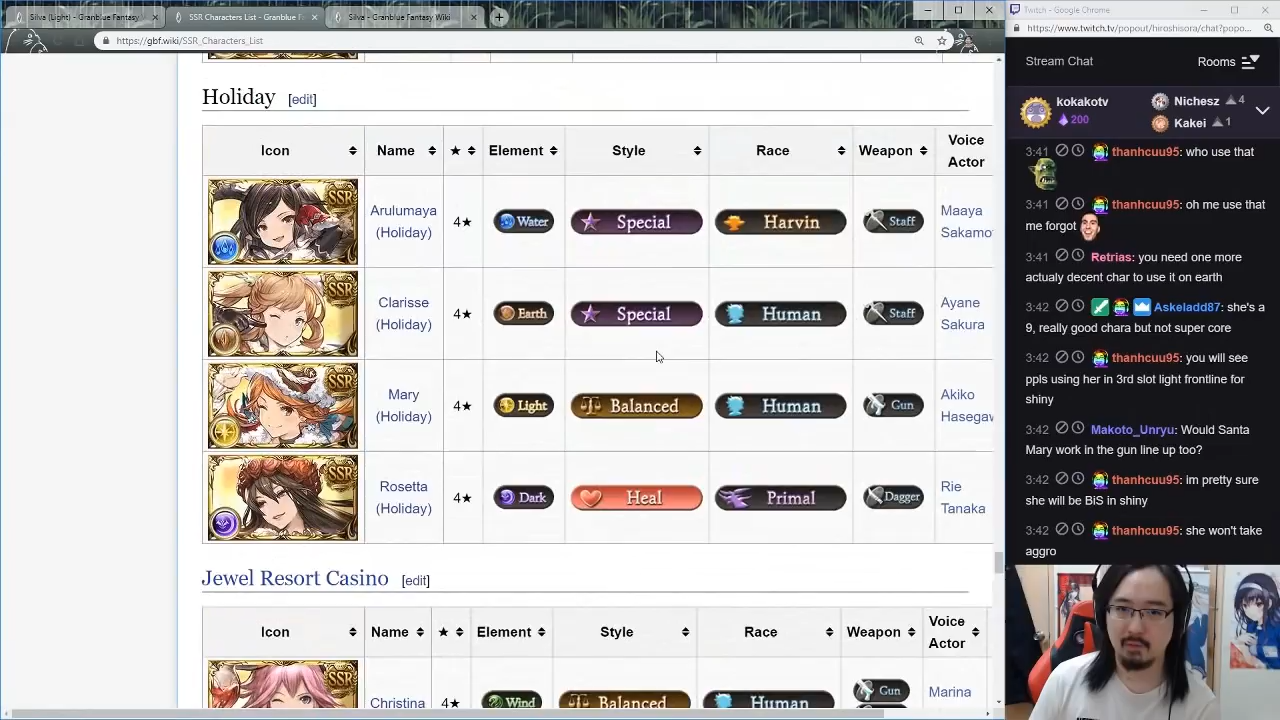 Silva (Light) - Granblue Fantasy
SSR Characters List - Granblue F
Silva - Granblue Fantasy Wiki
https://gbf.wiki/SSR_Characters_List
Holiday [edit]
Icon Name ★ Element Style Race Weapon Voice Actor
SSR
Arulumaya (Holiday) 4★ Water Special Harvin Staff Maaya Sakamo
SSR
Clarisse (Holiday) 4★ Earth Special Human Staff Ayane Sakura
SSR
Mary (Holiday) 4★ Light Balanced Human Gun Akiko Hasegaw
SSR
Rosetta (Holiday) 4★ Dark Heal Primal Dagger Rie Tanaka
Jewel Resort Casino [edit]
Icon Name ★ Element Style Race Weapon Voice Actor
SSR
Christina 4★ Wind Balanced Human Gun Marina
Twitch - Google Chrome
https://www.twitch.tv/popout/hiroshisora/chat?popo...
Stream Chat Rooms
kokakotv
200
Nichesz 4
Kakei 1
3:41 thanhcuu95: who use that
3:41 thanhcuu95: oh me use that
me forgot
3:41 Retrias: you need one more
actualy decent char to use it on earth
3:42 Askeladd87: she's a
9, really good chara but not super core
3:42 thanhcuu95: you will see
ppls using her in 3rd slot light frontline for
shiny
3:42 Makoto_Unryu: Would Santa
Mary work in the gun line up too?
3:42 thanhcuu95: im pretty sure
she will be BiS in shiny
3:42 thanhcuu95: she won't take
aggro